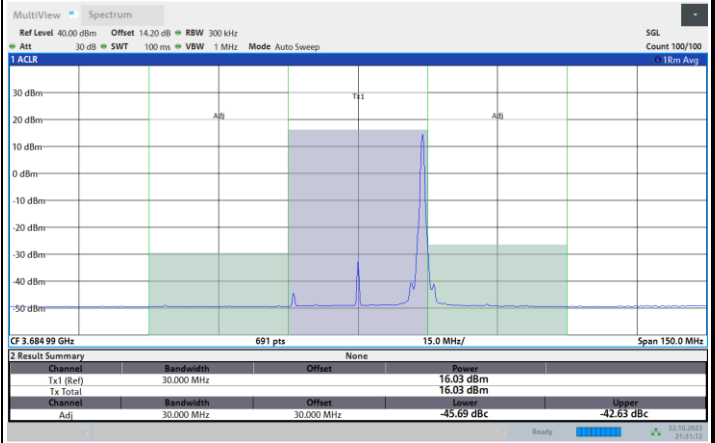 MultiView Spectrum
Ref Level 40.00 dBm Offset 14.20 dB RBW 300 kHz SGL
Att 30 dB SWT 100 ms VBW 1 MHz Mode Auto Sweep Count 100/100
1 ACLR 1Rm Avg
30 dBm
Tx1
20 dBm
Adj Adj
10 dBm
0 dBm
-10 dBm
-20 dBm
-30 dBm
-40 dBm
-50 dBm
CF 3.684 99 GHz 691 pts 15.0 MHz/ Span 150.0 MHz
2 Result Summary None
Channel Bandwidth Offset Power
Tx1 (Ref) 30.000 MHz 16.03 dBm
Tx Total 16.03 dBm
Channel Bandwidth Offset Lower Upper
Adj 30.000 MHz 30.000 MHz -45.69 dBc -42.63 dBc
Ready 22.10.2022
21:31:12